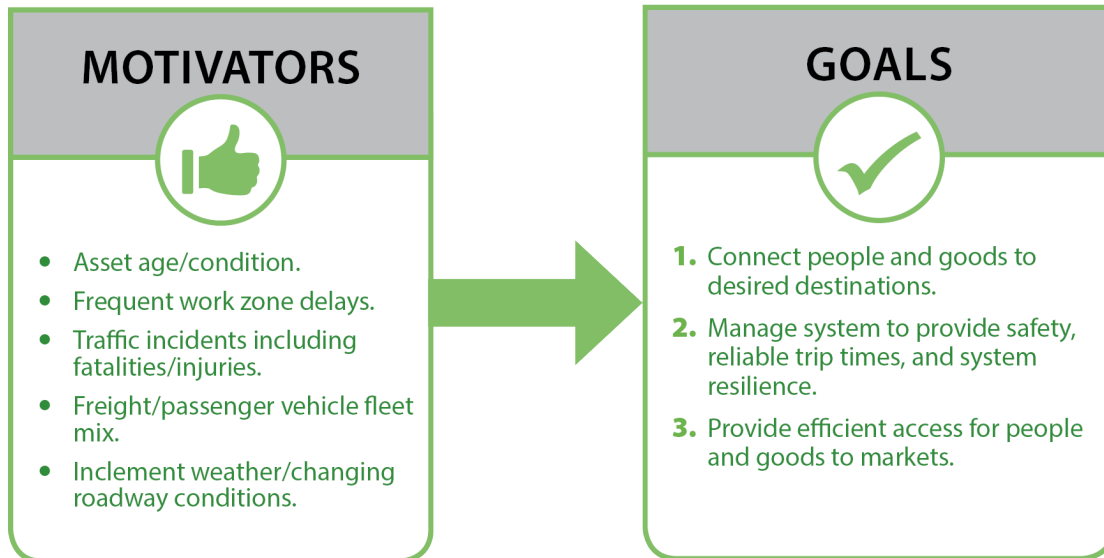 MOTIVATORS
• Asset age/condition.
• Frequent work zone delays.
• Traffic incidents including
fatalities/injuries.
• Freight/passenger vehicle fleet
mix.
• Inclement weather/changing
roadway conditions.
GOALS
1. Connect people and goods to
desired destinations.
2. Manage system to provide safety,
reliable trip times, and system
resilience.
3. Provide efficient access for people
and goods to markets.